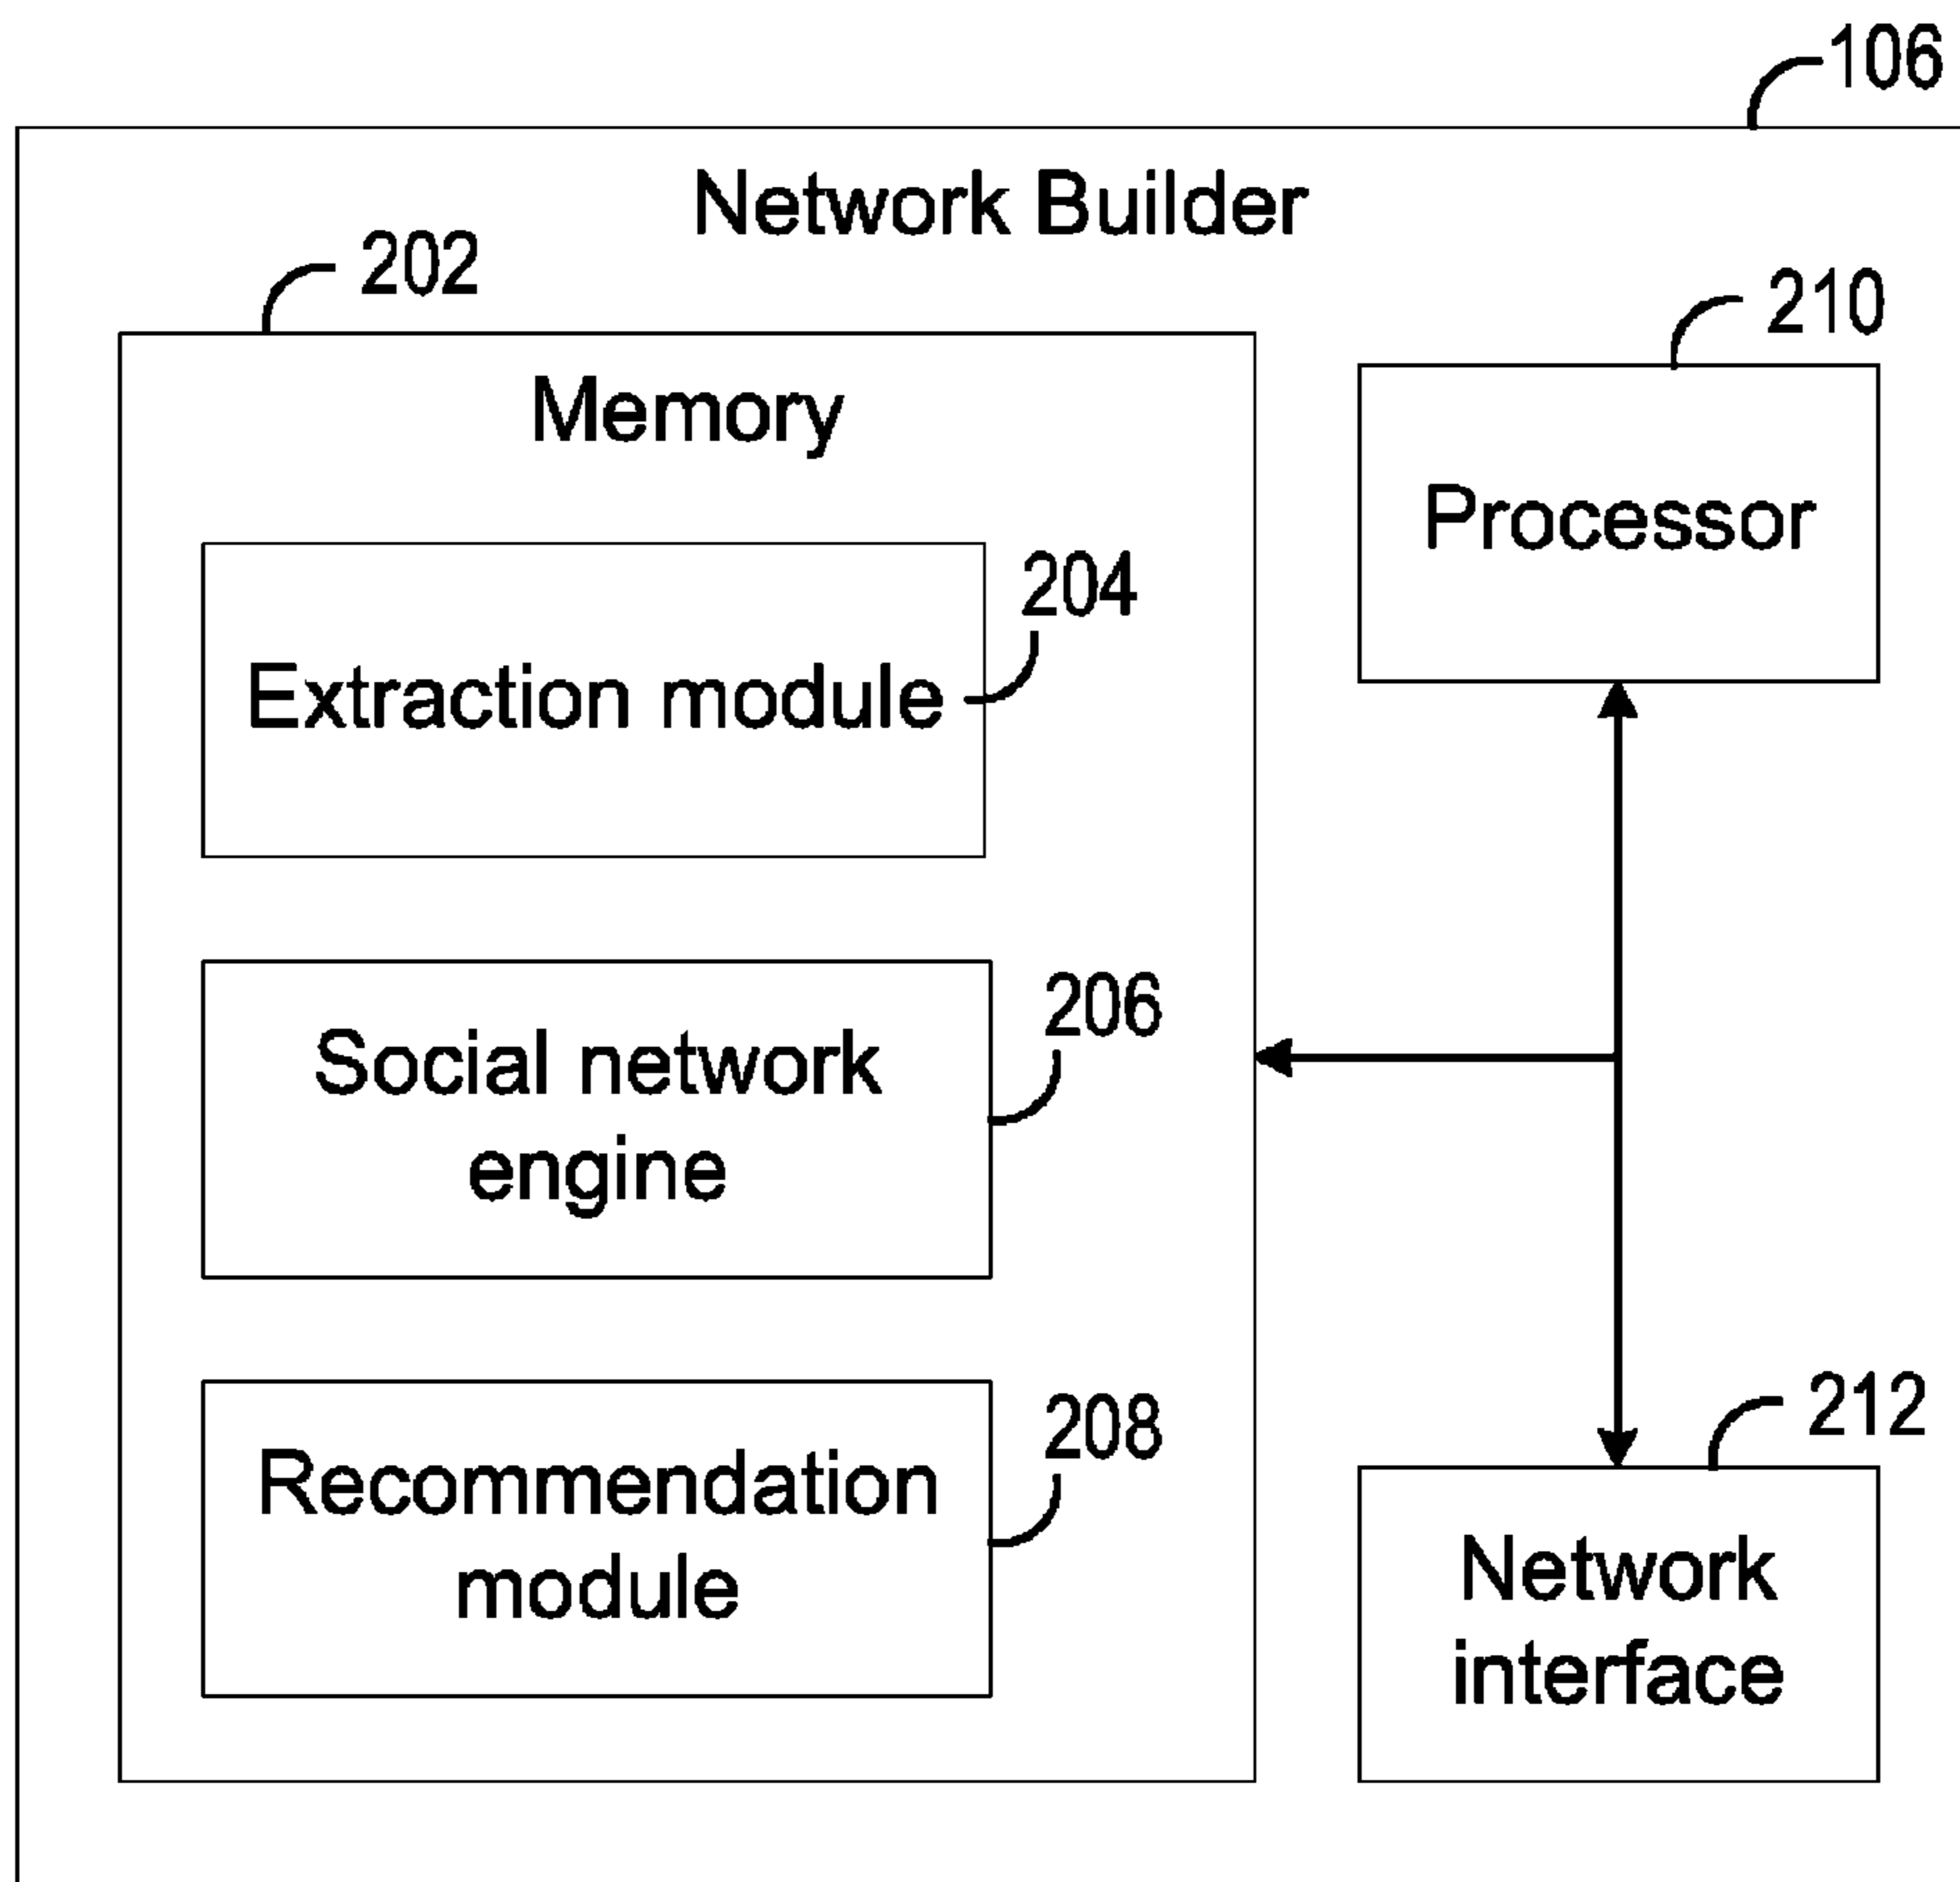 106
Network Builder
202
210
Memory
Processor
204
Extraction module
206
Social network
engine
208
Recommendation
module
212
Network
interface